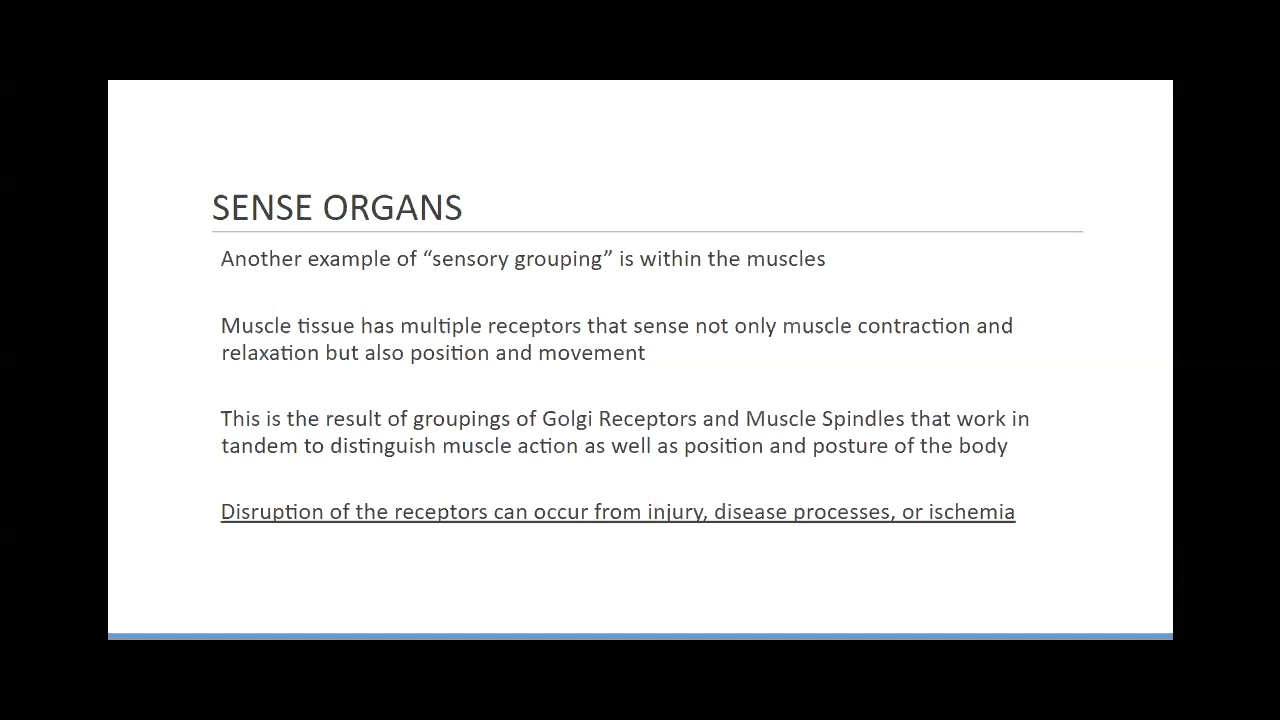 SENSE ORGANS
Another example of “sensory grouping” is within the muscles
Muscle tissue has multiple receptors that sense not only muscle contraction and
relaxation but also position and movement
This is the result of groupings of Golgi Receptors and Muscle Spindles that work in
tandem to distinguish muscle action as well as position and posture of the body
Disruption of the receptors can occur from injury, disease processes, or ischemia